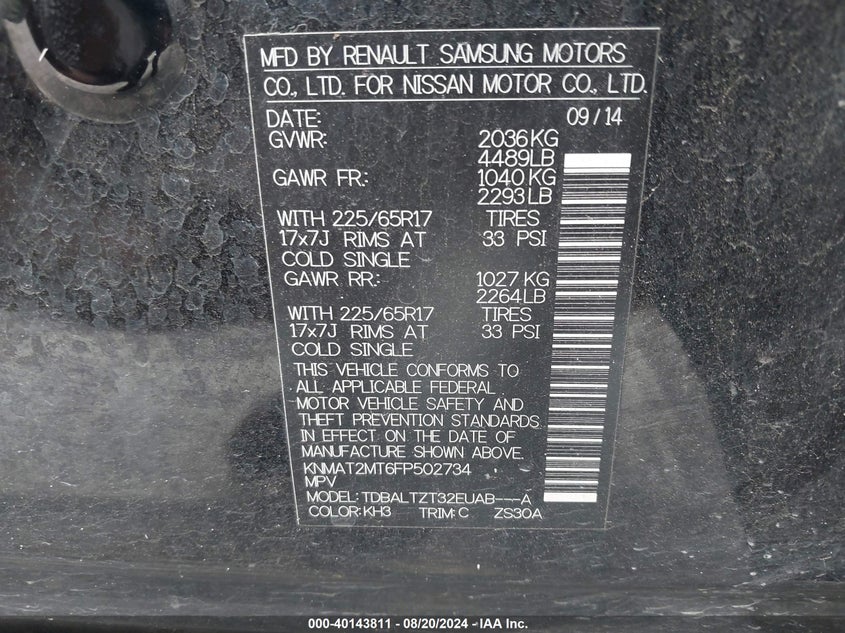 MFD BY RENAULT SAMSUNG MOTORS
CO., LTD. FOR NISSAN MOTOR CO., LTD.
DATE: 09/14
GVWR: 2036KG
4489LB
GAWR FR.: 1040KG
2293LB
WITH 225/65R17 TIRES
17x7J RIMS AT 33 PSI
COLD SINGLE
GAWR RR.: 1027 KG
2264LB
WITH 225/65R17 TIRES
17x7J RIMS AT 33 PSI
COLD SINGLE
THIS VEHICLE CONFORMS TO
ALL APPLICABLE FEDERAL
MOTOR VEHICLE SAFETY AND
THEFT PREVENTION STANDARDS
IN EFFECT ON THE DATE OF
MANUFACTURE SHOWN ABOVE.
KNMAT2MT6FP502734
MPV
MODEL: TDBALTZT32EUAB---A
COLOR: KH3 TRIM: C ZS30A
000-40143811 - 08/20/2024 - IAA Inc.